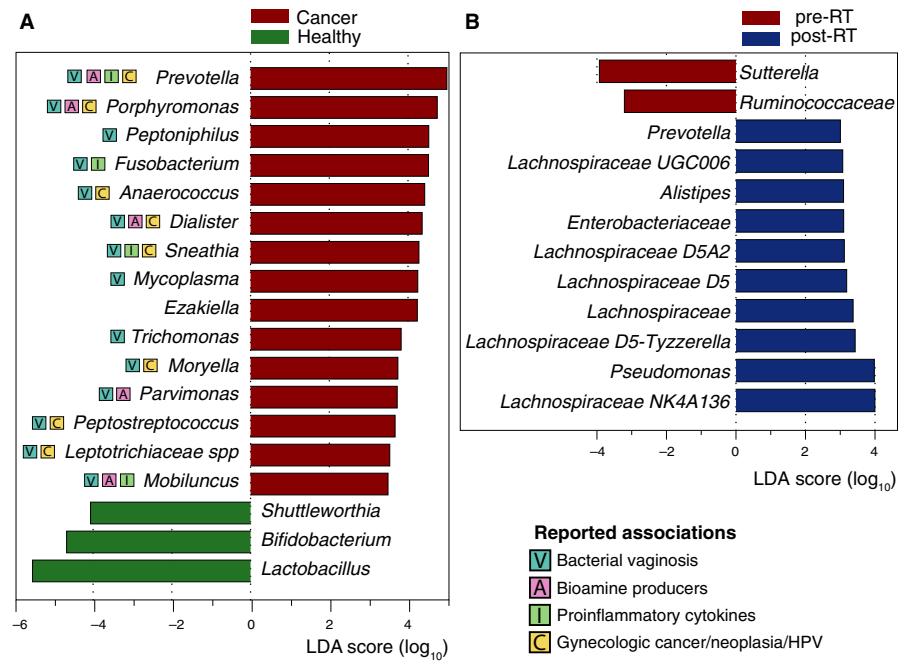 A
Cancer
Healthy
V A I C Prevotella
V A C Porphyromonas
V Peptoniphilus
V I Fusobacterium
V C Anaerococcus
V A C Dialister
V I C Sneathia
V Mycoplasma
Ezakiella
V Trichomonas
V C Moryella
V A Parvimonas
V C Peptostreptococcus
V C Leptotrichiaceae spp
V A I Mobiluncus
Shuttleworthia
Bifidobacterium
Lactobacillus
−6 −4 −2 0 2 4
LDA score (log10)
B
pre-RT
post-RT
Sutterella
Ruminococcaceae
Prevotella
Lachnospiraceae UGC006
Alistipes
Enterobacteriaceae
Lachnospiraceae D5A2
Lachnospiraceae D5
Lachnospiraceae
Lachnospiraceae D5-Tyzzerella
Pseudomonas
Lachnospiraceae NK4A136
−4 −2 0 2 4
LDA score (log10)
Reported associations
V Bacterial vaginosis
A Bioamine producers
I Proinflammatory cytokines
C Gynecologic cancer/neoplasia/HPV